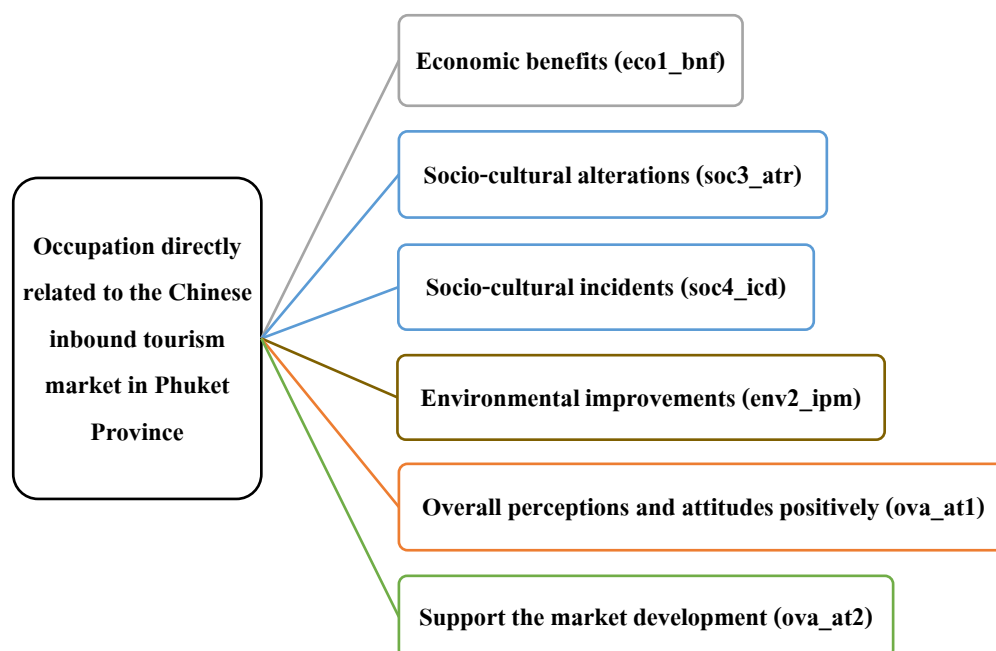 Economic benefits (eco1_bnf)
Socio-cultural alterations (soc3_atr)
Occupation directly
related to the Chinese
inbound tourism
market in Phuket
Province
Socio-cultural incidents (soc4_icd)
Environmental improvements (env2_ipm)
Overall perceptions and attitudes positively (ova_at1)
Support the market development (ova_at2)